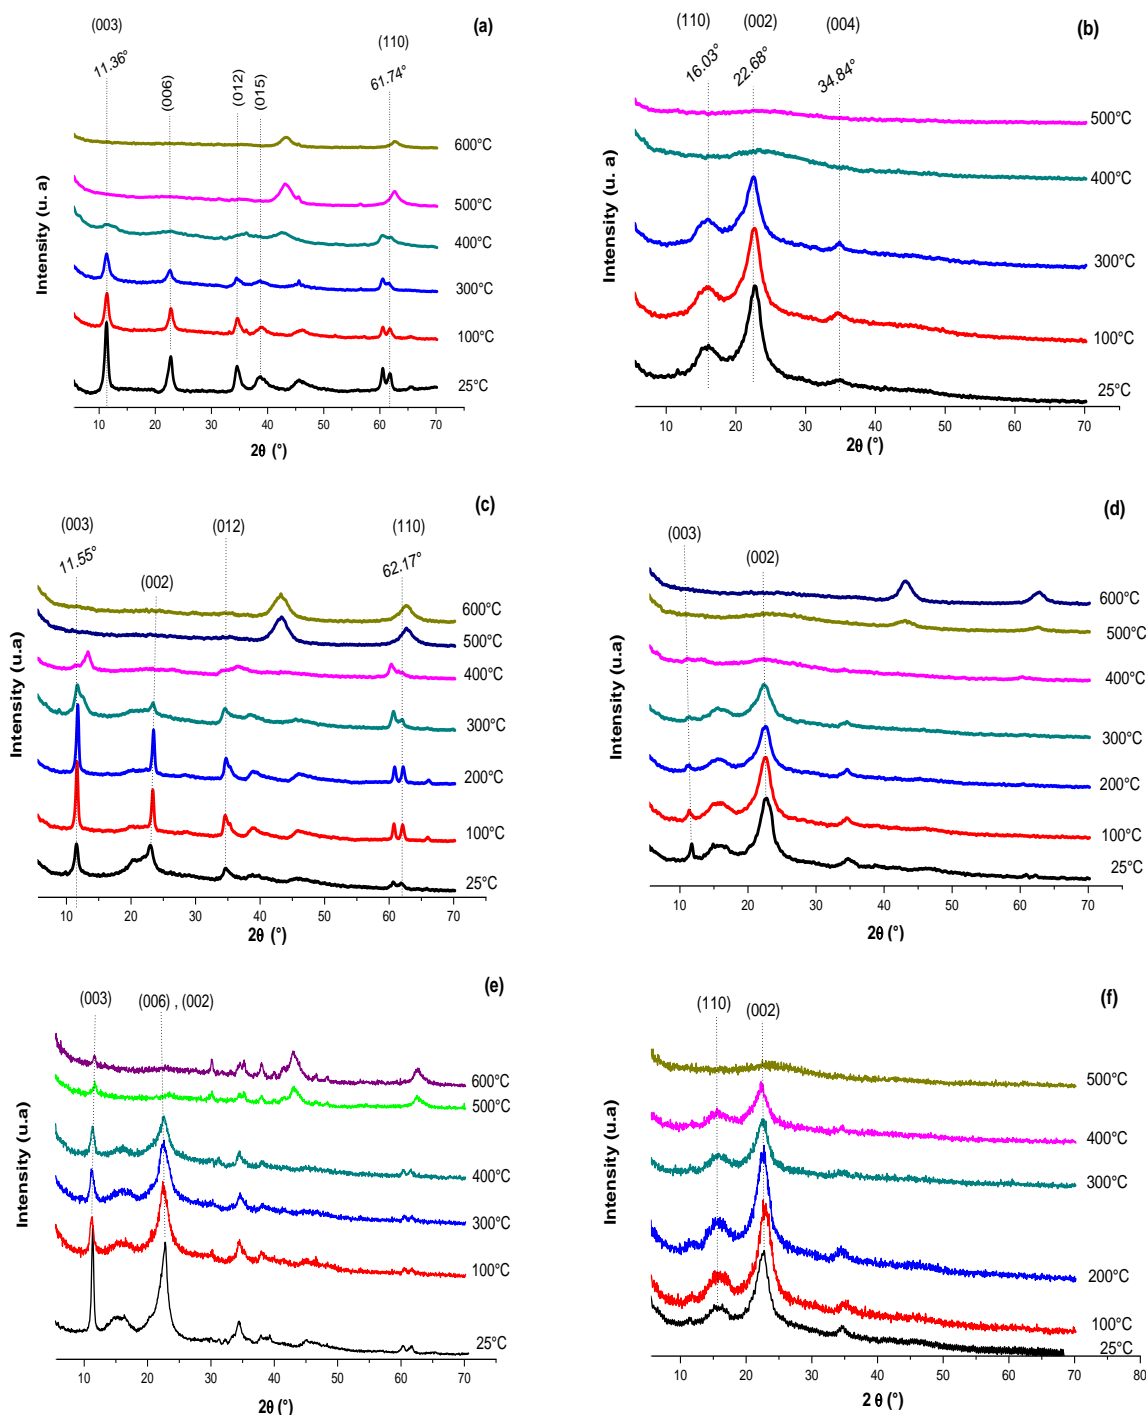 (a)
(003)
(110)
11.36°
(006)
(012)
(015)
61.74°
600°C
500°C
400°C
300°C
100°C
25°C
Intensity (u. a)
10 20 30 40 50 60 70
2θ (°)
(b)
(110) (002) (004)
16.03° 22.68° 34.84°
500°C
400°C
300°C
100°C
25°C
Intensity (u. a)
10 20 30 40 50 60 70
2θ (°)
(c)
(003) (012) (110)
11.55° (002) 62.17°
600°C
500°C
400°C
300°C
200°C
100°C
25°C
Intensity (u.a)
10 20 30 40 50 60 70
2θ (°)
(d)
(003) (002)
600°C
500°C
400°C
300°C
200°C
100°C
25°C
Intensity (u.a)
10 20 30 40 50 60 70
2 θ (°)
(e)
(003) (006) , (002)
600°C
500°C
400°C
300°C
100°C
25°C
Intensity (u.a)
10 20 30 40 50 60 70
2θ (°)
(f)
(110) (002)
500°C
400°C
300°C
200°C
100°C
25°C
Intensity (u.a)
10 20 30 40 50 60 70 80
2 θ (°)